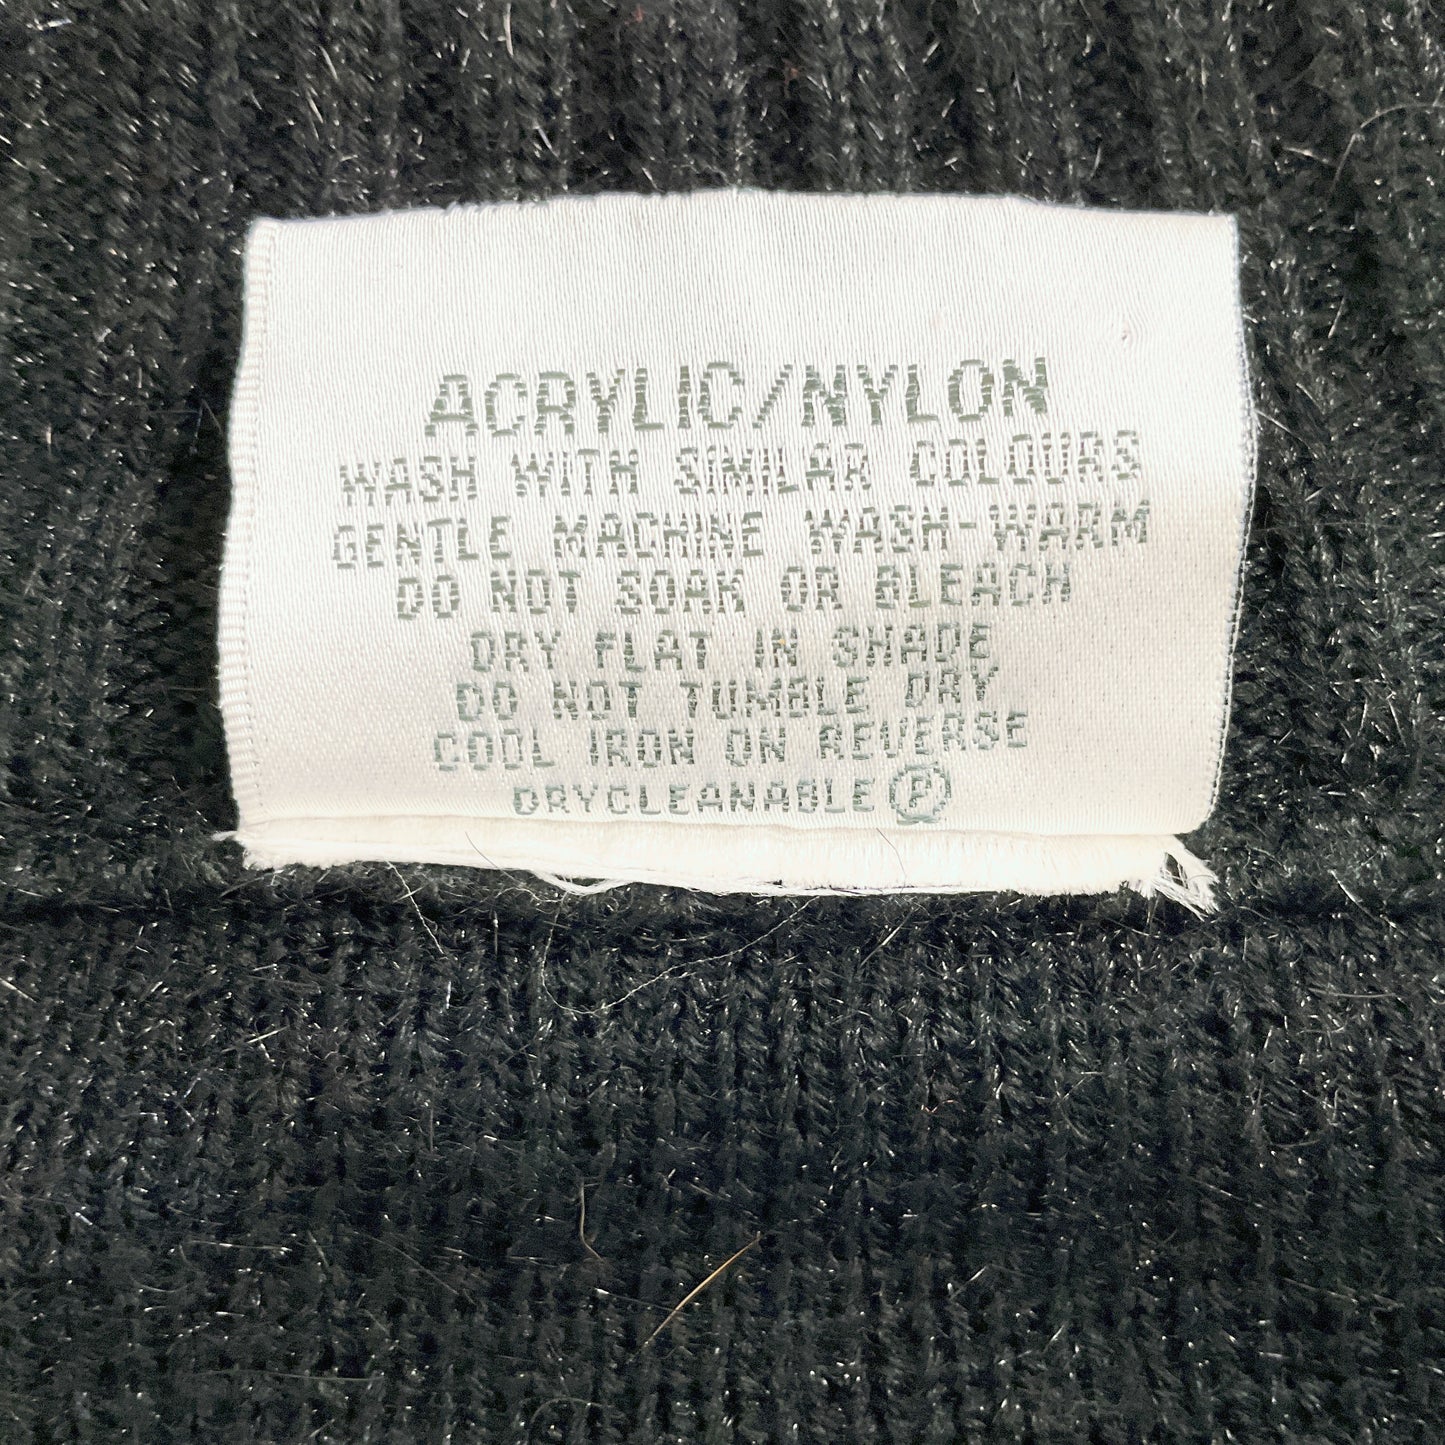 ACRYLIC/NYLON
WASH WITH SIMILAR COLOURS
GENTLE MACHINE WASH-WARM
DO NOT SOAK OR BLEACH
DRY FLAT IN SHADE
DO NOT TUMBLE DRY
COOL IRON ON REVERSE
DRYCLEANABLE Ⓟ